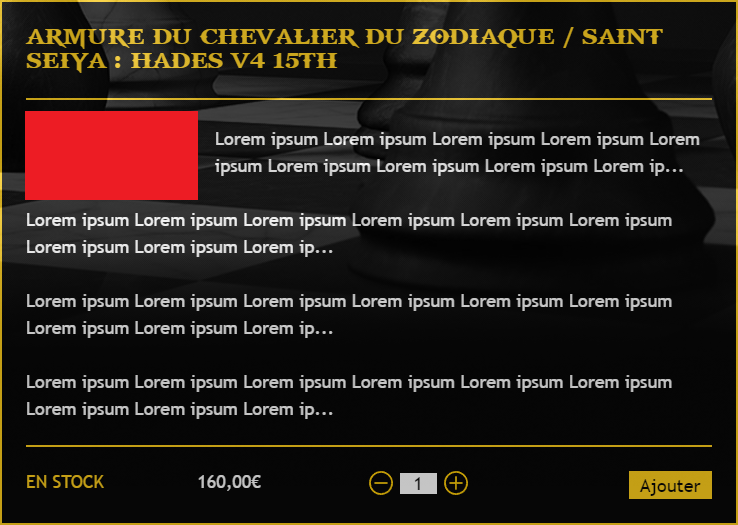 ARMURE DU CHEVALIER DU ZODIAQUE / SAINT
SEIYA : HADES V4 15TH
Lorem ipsum Lorem ipsum Lorem ipsum Lorem ipsum Lorem
ipsum Lorem ipsum Lorem ipsum Lorem ipsum Lorem ip...
Lorem ipsum Lorem ipsum Lorem ipsum Lorem ipsum Lorem ipsum Lorem ipsum
Lorem ipsum Lorem ipsum Lorem ip...
Lorem ipsum Lorem ipsum Lorem ipsum Lorem ipsum Lorem ipsum Lorem ipsum
Lorem ipsum Lorem ipsum Lorem ip...
Lorem ipsum Lorem ipsum Lorem ipsum Lorem ipsum Lorem ipsum Lorem ipsum
Lorem ipsum Lorem ipsum Lorem ip...
EN STOCK 160,00€ − 1 + Ajouter